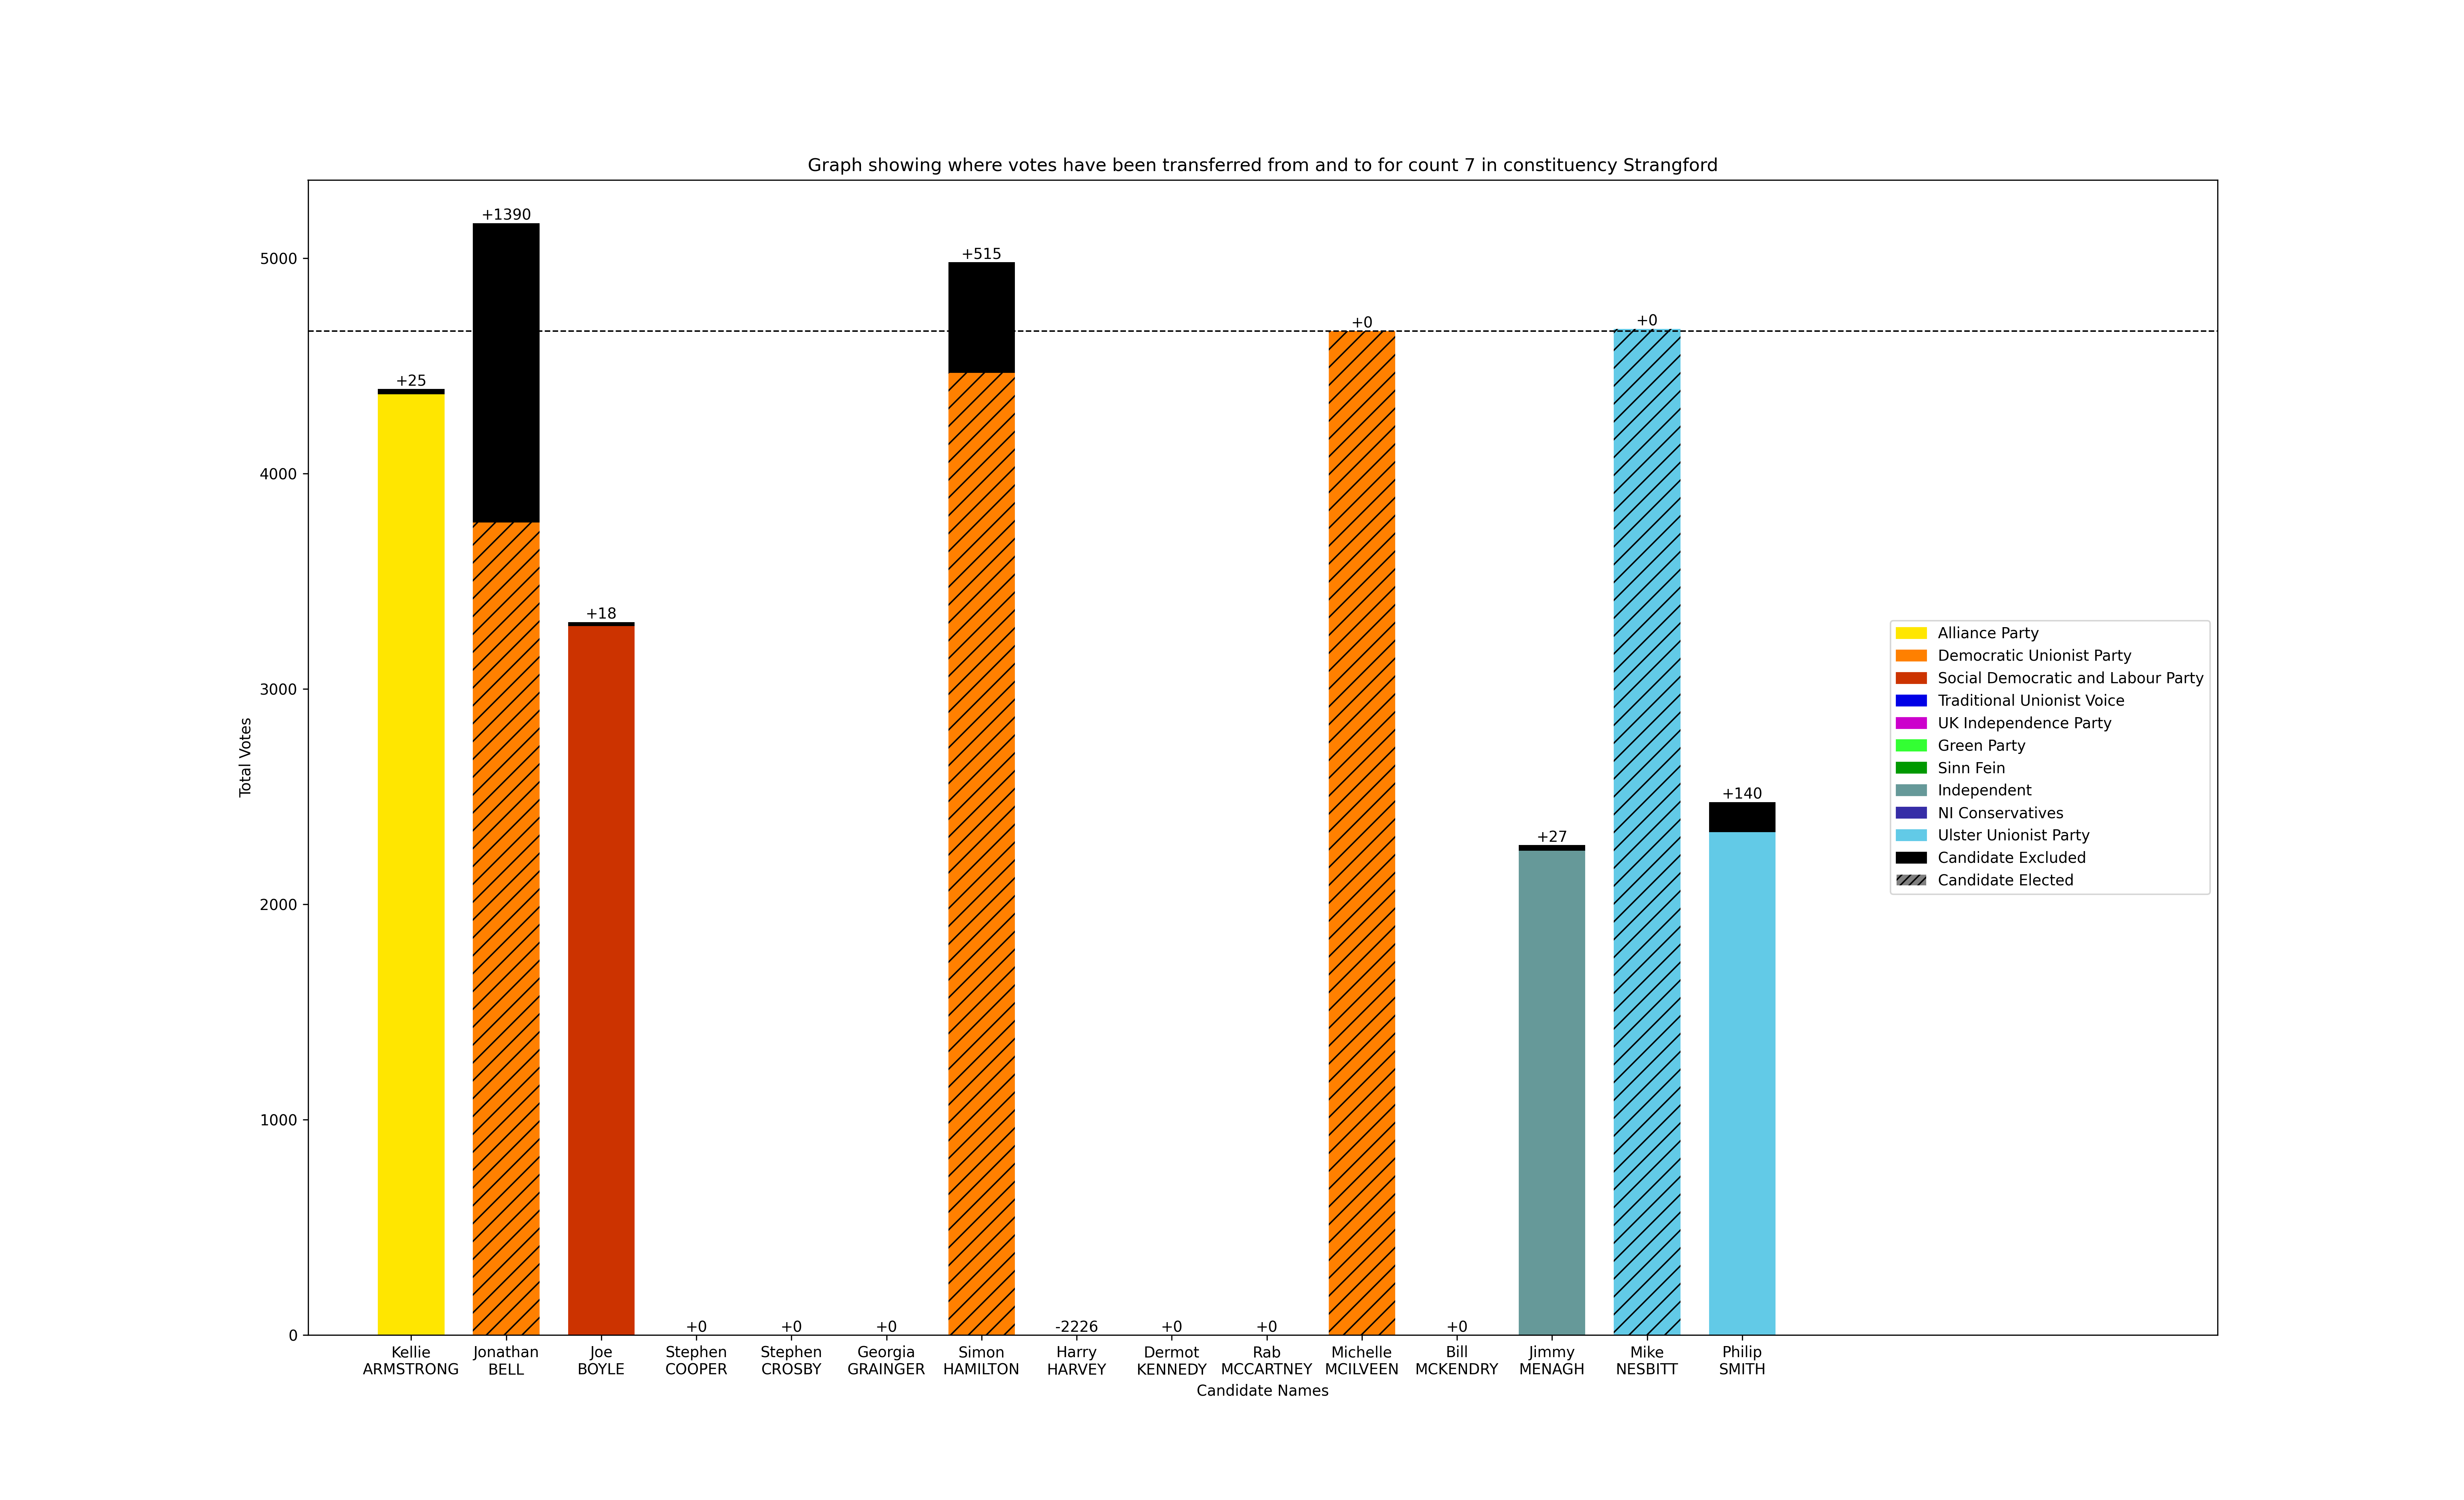 Graph showing where votes have been transferred from and to for count 7 in constituency Strangford
+1390
+515
+0
+0
+25
+18
+140
+27
+0
+0
+0
-2226
+0
+0
+0
5000
4000
3000
2000
1000
0
Total Votes
Alliance Party
Democratic Unionist Party
Social Democratic and Labour Party
Traditional Unionist Voice
UK Independence Party
Green Party
Sinn Fein
Independent
NI Conservatives
Ulster Unionist Party
Candidate Excluded
Candidate Elected
Kellie
ARMSTRONG
Jonathan
BELL
Joe
BOYLE
Stephen
COOPER
Stephen
CROSBY
Georgia
GRAINGER
Simon
HAMILTON
Harry
HARVEY
Dermot
KENNEDY
Rab
MCCARTNEY
Michelle
MCILVEEN
Bill
MCKENDRY
Jimmy
MENAGH
Mike
NESBITT
Philip
SMITH
Candidate Names